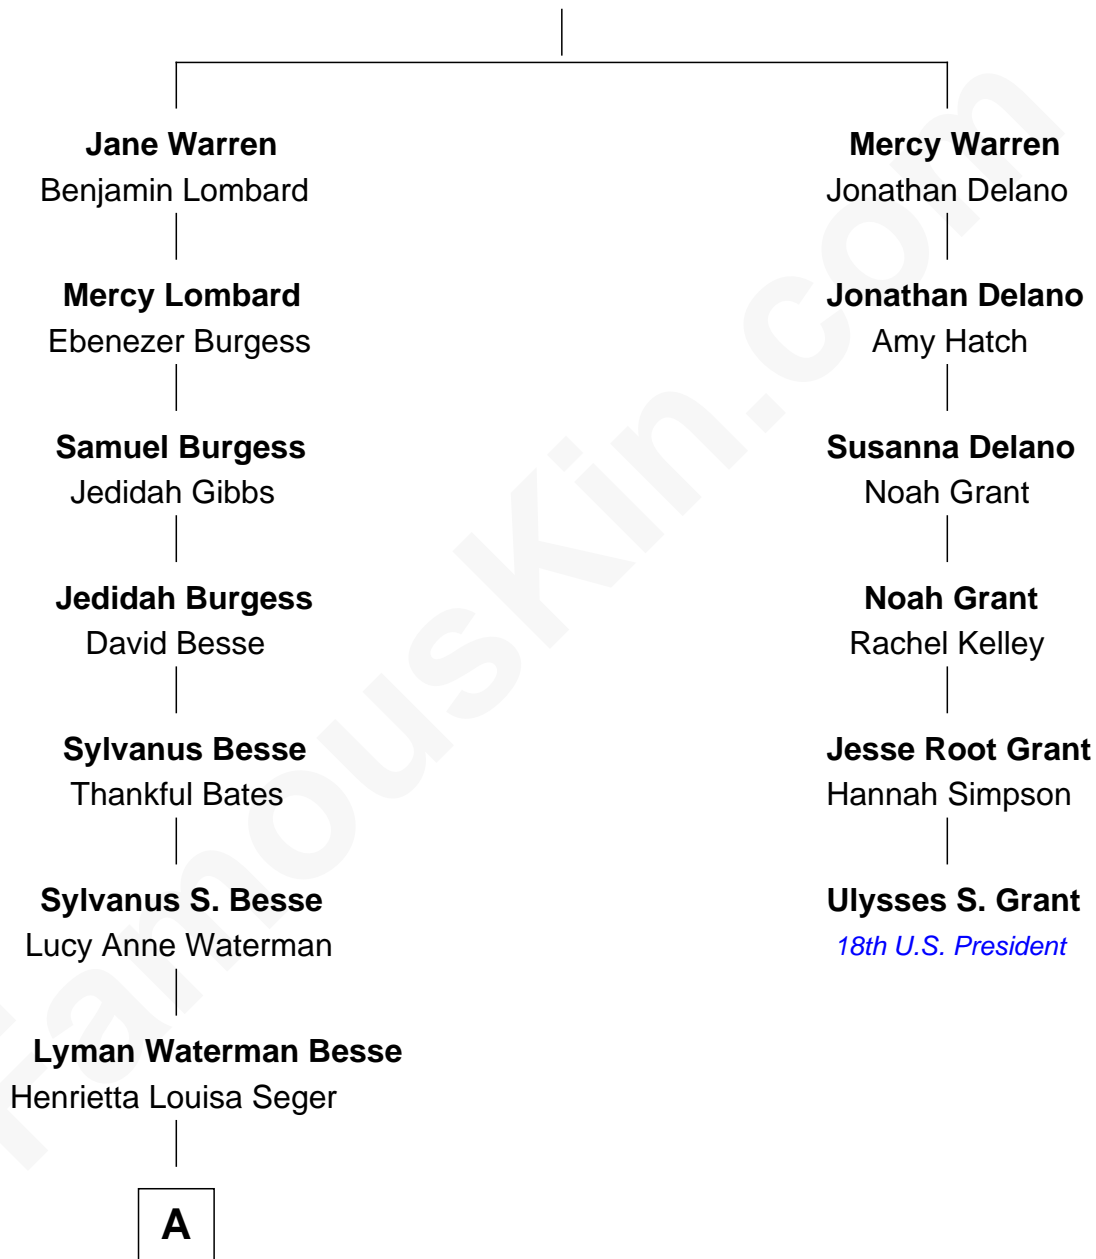 Jane Warren
Benjamin Lombard
Mercy Lombard
Ebenezer Burgess
Samuel Burgess
Jedidah Gibbs
Jedidah Burgess
David Besse
Sylvanus Besse
Thankful Bates
Sylvanus S. Besse
Lucy Anne Waterman
Lyman Waterman Besse
Henrietta Louisa Seger
A
Mercy Warren
Jonathan Delano
Jonathan Delano
Amy Hatch
Susanna Delano
Noah Grant
Noah Grant
Rachel Kelley
Jesse Root Grant
Hannah Simpson
Ulysses S. Grant
18th U.S. President
FamousKin.com